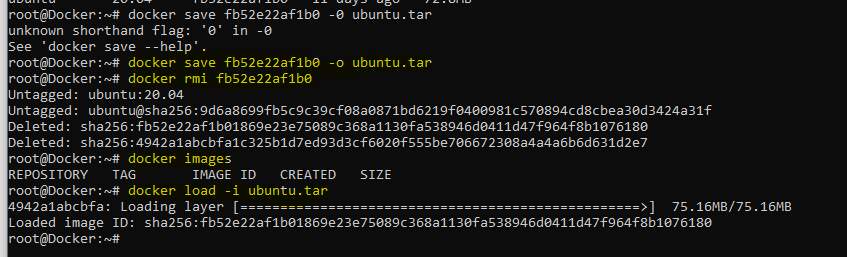 root@Docker:~# docker save fb52e22af1b0 -0 ubuntu.tar
unknown shorthand flag: '0' in -0
See 'docker save --help'.
root@Docker:~# docker save fb52e22af1b0 -o ubuntu.tar
root@Docker:~# docker rmi fb52e22af1b0
Untagged: ubuntu:20.04
Untagged: ubuntu@sha256:9d6a8699fb5c9c39cf08a0871bd6219f0400981c570894cd8cbea30d3424a31f
Deleted: sha256:fb52e22af1b01869e23e75089c368a1130fa538946d0411d47f964f8b1076180
Deleted: sha256:4942a1abcbfa1c325b1d7ed93d3cf6020f555be706672308a4a4a6b6d631d2e7
root@Docker:~# docker images
REPOSITORY   TAG       IMAGE ID   CREATED   SIZE
root@Docker:~# docker load -i ubuntu.tar
4942a1abcbfa: Loading layer [==================================================>]  75.16MB/75.16MB
Loaded image ID: sha256:fb52e22af1b01869e23e75089c368a1130fa538946d0411d47f964f8b1076180
root@Docker:~#